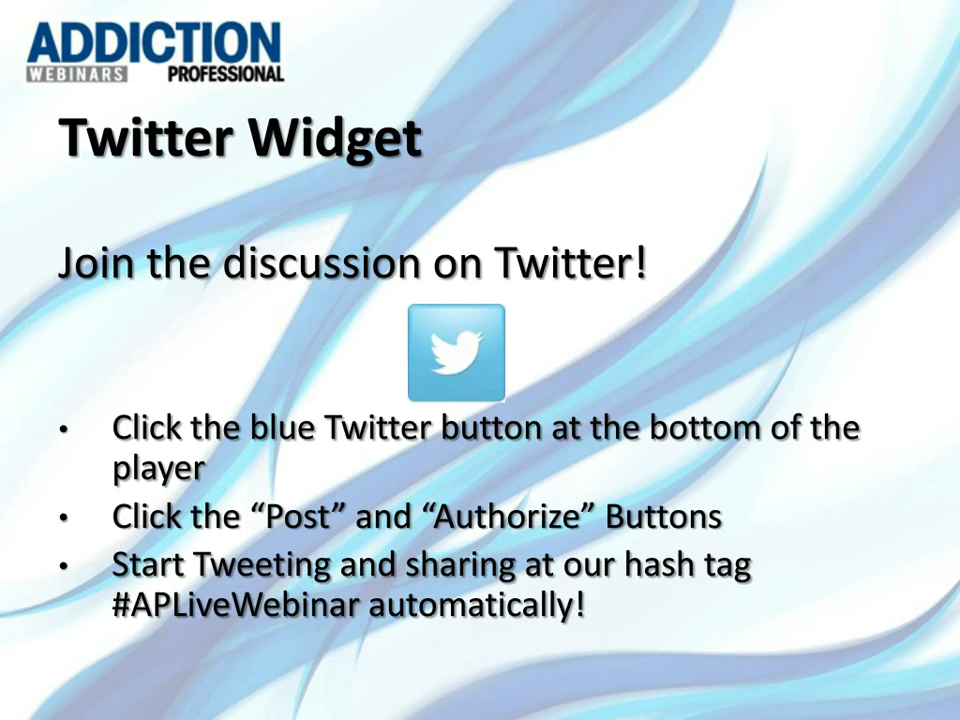 ADDICTION
WEBINARS PROFESSIONAL
Twitter Widget
Join the discussion on Twitter!
• Click the blue Twitter button at the bottom of the
player
• Click the “Post” and “Authorize” Buttons
• Start Tweeting and sharing at our hash tag
#APLiveWebinar automatically!